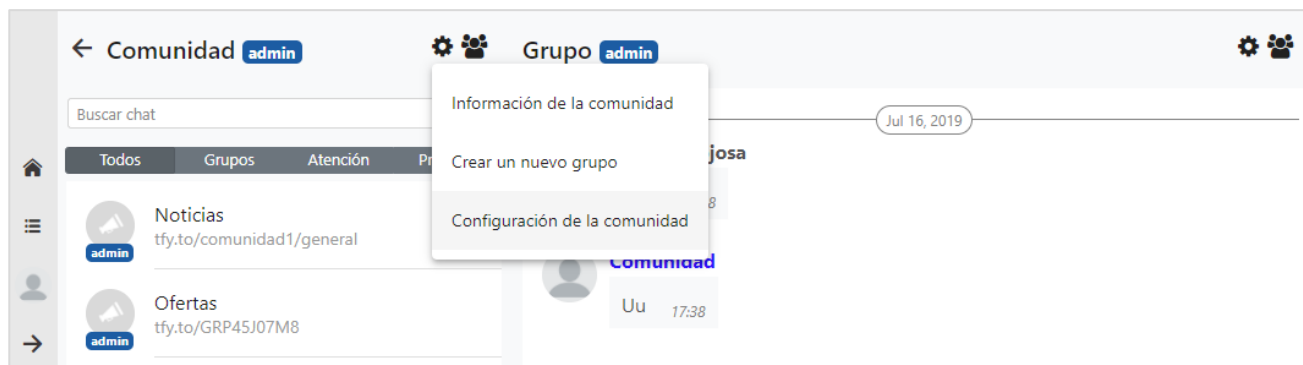 Comunidad admin
Grupo admin
Información de la comunidad
Crear un nuevo grupo
Configuración de la comunidad
Buscar chat
Todos Grupos Atención
Noticias
tfy.to/comunidad1/general
admin
Ofertas
tfy.to/GRP45J07M8
admin
Jul 16, 2019
Comunidad
Uu 17:38